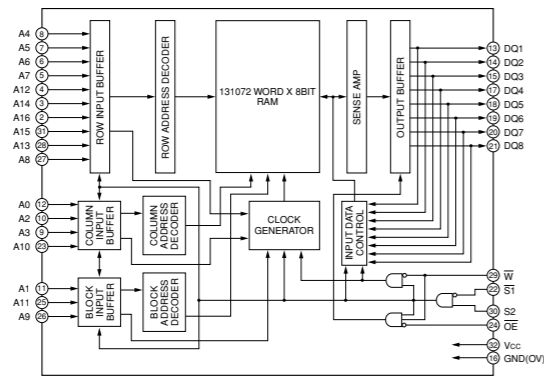 A4 8
A5 7
A6 6
A7 5
A12 4
A14 3
A16 2
A15 31
A13 28
A8 27
A0 12
A2 10
A3 9
A10 23
A1 11
A11 25
A9 26
ROW INPUT BUFFER
ROW ADDRESS DECODER
131072 WORD X 8BIT
RAM
SENSE AMP
OUTPUT BUFFER
COLUMN
INPUT
BUFFER
COLUMN
ADDRESS
DECODER
CLOCK
GENERATOR
INPUT DATA
CONTROL
BLOCK
INPUT
BUFFER
BLOCK
ADDRESS
DECODER
13 DQ1
14 DQ2
15 DQ3
17 DQ4
18 DQ5
19 DQ6
20 DQ7
21 DQ8
29 W̅
22 S̅1̅
30 S2
24 O̅E̅
32 Vcc
16 GND(OV)